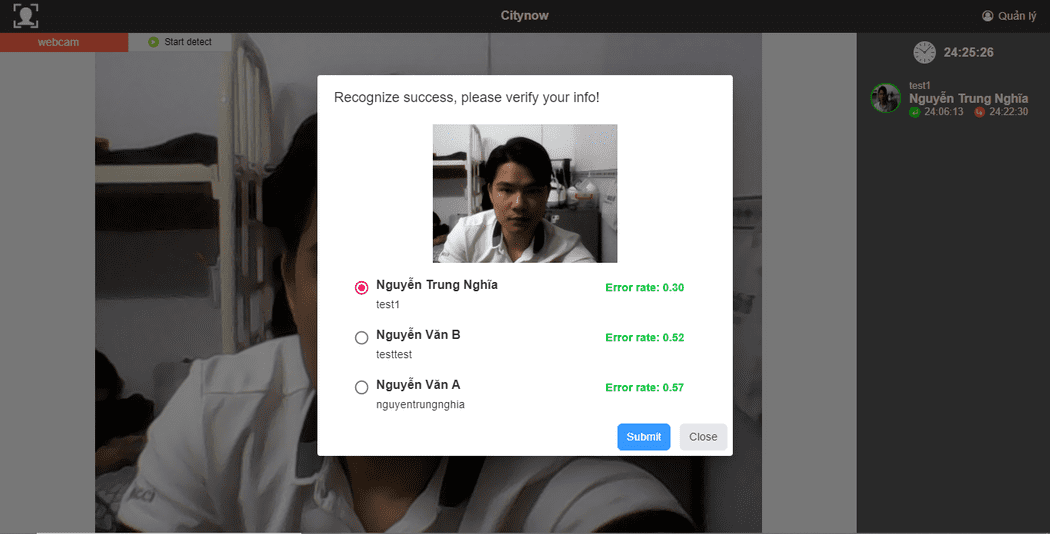 Citynow
Quản lý
webcam
Start detect
24:25:26
test1
Nguyễn Trung Nghĩa
24:06:13 24:22:30
Recognize success, please verify your info!
Nguyễn Trung Nghĩa
Error rate: 0.30
test1
Nguyễn Văn B
Error rate: 0.52
testtest
Nguyễn Văn A
Error rate: 0.57
nguyentrungnghia
Submit
Close